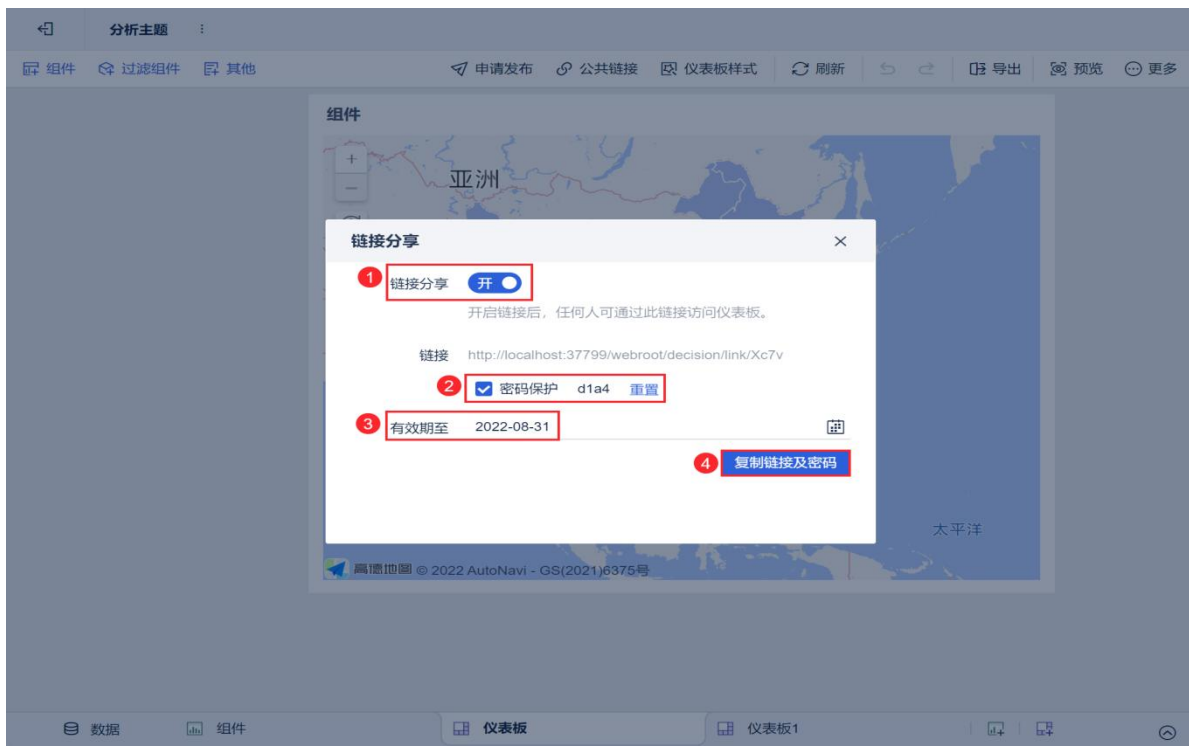 分析主题
组件 过滤组件 其他 申请发布 公共链接 仪表板样式 刷新 导出 预览 更多
组件
亚洲
链接分享
1 链接分享 开
开启链接后，任何人可通过此链接访问仪表板。
链接 http://localhost:37799/webroot/decision/link/Xc7v
2 密码保护 d1a4 重置
3 有效期至 2022-08-31
4 复制链接及密码
太平洋
高德地图 © 2022 AutoNavi - GS(2021)6375号
数据 组件 仪表板 仪表板1